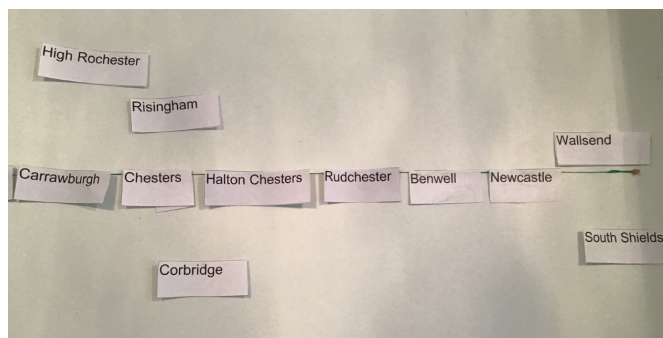 High Rochester
Risingham
Wallsend
Carrawburgh
Chesters
Halton Chesters
Rudchester
Benwell
Newcastle
South Shields
Corbridge